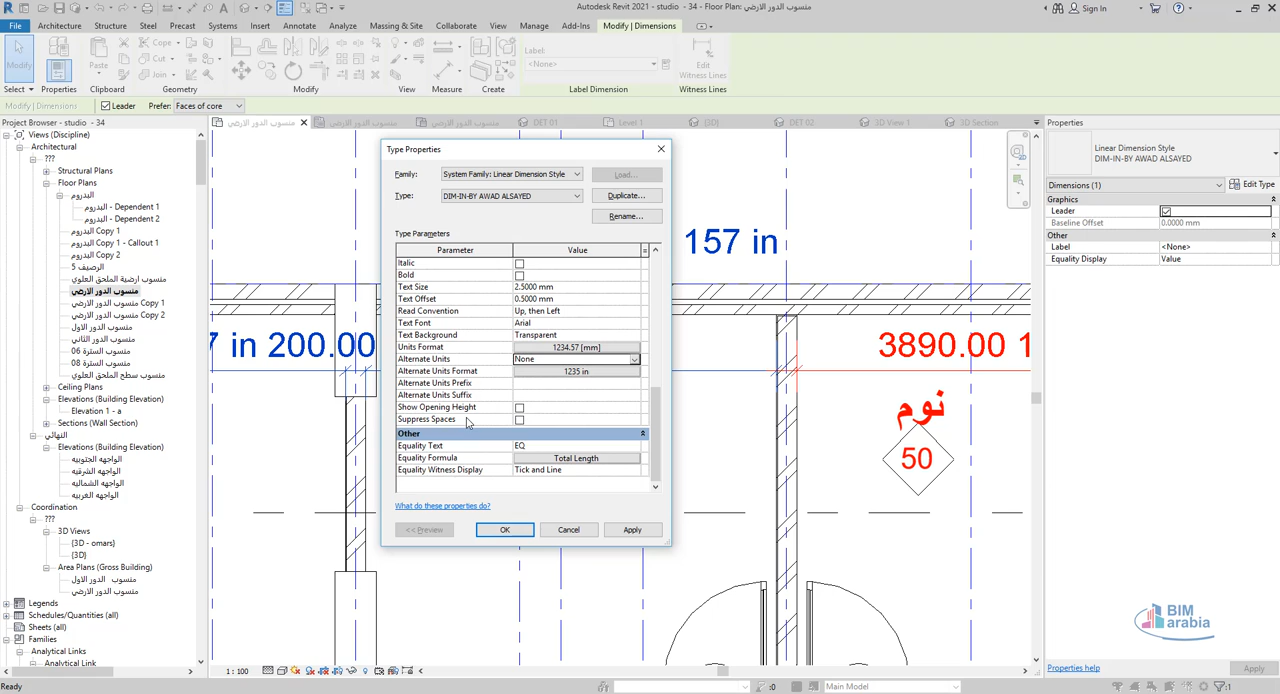 Autodesk Revit 2021 - studio - 34 - Floor Plan: منسوب الدور الارضي
Sign In
File Architecture Structure Steel Precast Systems Insert Annotate Analyze Massing & Site Collaborate View Manage Add-Ins Modify | Dimensions
Modify
Paste
Cope
Cut
Join
Label:
<None>
Edit
Witness Lines
Select Properties Clipboard Geometry Modify View Measure Create Label Dimension Witness Lines
Modify | Dimensions Leader Prefer: Faces of core
Project Browser - studio - 34
Views (Discipline)
Architectural
???
Structural Plans
Floor Plans
البدروم
البدروم - Dependent 1
البدروم - Dependent 2
البدروم Copy 1
البدروم Copy 1 - Callout 1
البدروم Copy 2
الرصيف 5
منسوب ارضية الملحق العلوي
منسوب الدور الارضي
منسوب الدور الارضي Copy 1
منسوب الدور الارضي Copy 2
منسوب الدور الاول
منسوب الدور الثاني
منسوب السترة 06
منسوب السترة 08
منسوب سطح الملحق العلوي
Ceiling Plans
Elevations (Building Elevation)
Elevation 1 - a
Sections (Wall Section)
النهائي
Elevations (Building Elevation)
الواجهه الجنوبيه
الواجهه الشرقيه
الواجهه الشماليه
الواجهه الغربيه
Coordination
???
3D Views
{3D - omars}
{3D}
Area Plans (Gross Building)
منسوب الدور الاول
منسوب الدور الارضي
Legends
Schedules/Quantities (all)
Sheets (all)
Families
Analytical Link
منسوب الدور الارضي
منسوب الدور الارضي
منسوب الدور الارضي
DET 01
Level 1
{3D}
DET 02
3D View 1
3D Section
Type Properties
Family: System Family: Linear Dimension Style Load...
Type: DIM-IN-BY AWAD ALSAYED Duplicate...
Rename...
Type Parameters
Parameter Value =
Italic
Bold
Text Size 2.5000 mm
Text Offset 0.5000 mm
Read Convention Up, then Left
Text Font Arial
Text Background Transparent
Units Format 1234.57 [mm]
Alternate Units None
Alternate Units Format 1235 in
Alternate Units Prefix
Alternate Units Suffix
Show Opening Height
Suppress Spaces
Other
Equality Text EQ
Equality Formula Total Length
Equality Witness Display Tick and Line
What do these properties do?
<< Preview OK Cancel Apply
157 in
7 in 200.00
3890.00 1
نوم
50
Properties
Linear Dimension Style
DIM-IN-BY AWAD ALSAYED
Dimensions (1) Edit Type
Graphics
Leader
Baseline Offset 0.0000 mm
Other
Label <None>
Equality Display Value
BIM
arabia
Properties help Apply
1 : 100
Ready
:0
Main Model
:1